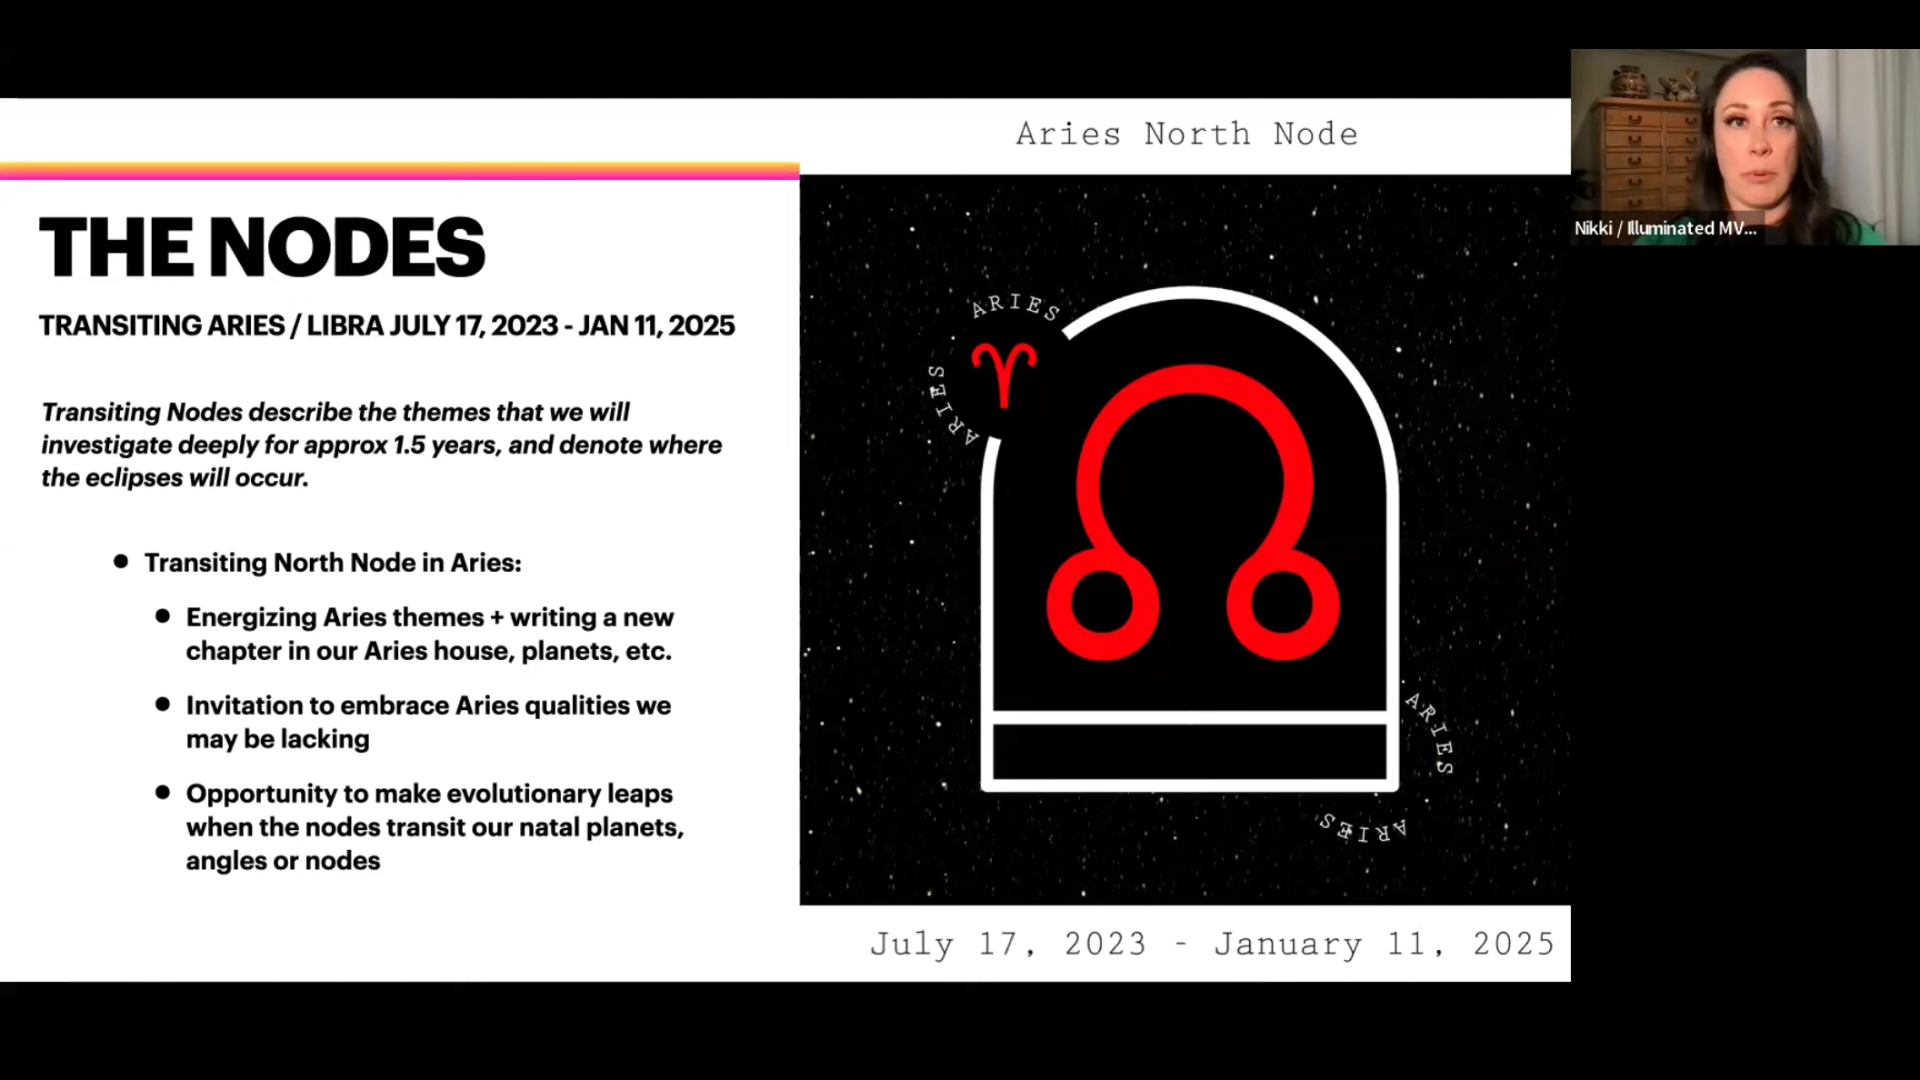 Aries North Node
THE NODES
TRANSITING ARIES / LIBRA JULY 17, 2023 - JAN 11, 2025
Transiting Nodes describe the themes that we will
investigate deeply for approx 1.5 years, and denote where
the eclipses will occur.
• Transiting North Node in Aries:
• Energizing Aries themes + writing a new
chapter in our Aries house, planets, etc.
• Invitation to embrace Aries qualities we
may be lacking
• Opportunity to make evolutionary leaps
when the nodes transit our natal planets,
angles or nodes
ARIES
ARIES
ARIES
ARIES
July 17, 2023 - January 11, 2025
Nikki / Illuminated MV...